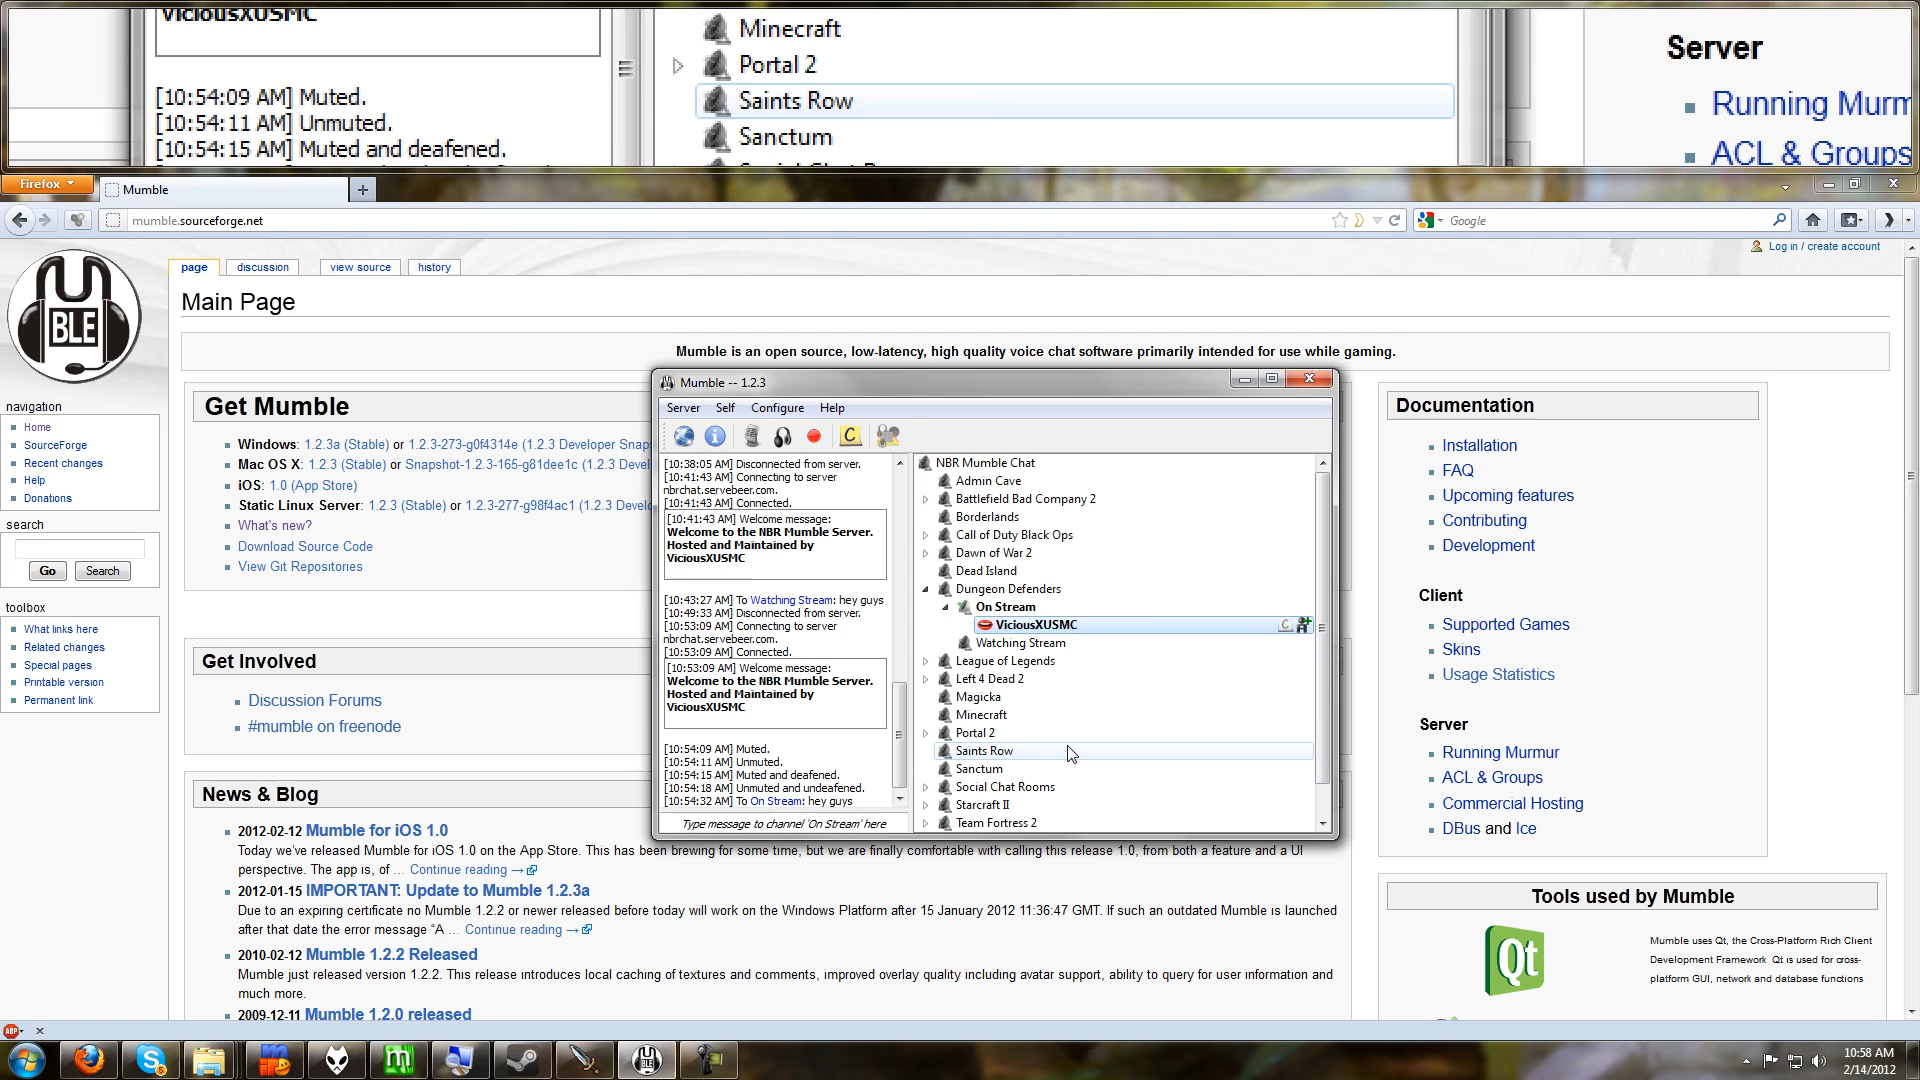 ViciousXUSMC
[10:54:09 AM] Muted.
[10:54:11 AM] Unmuted.
[10:54:15 AM] Muted and deafened.
Minecraft
Portal 2
Saints Row
Sanctum
Server
Running Murm
ACL & Groups
Firefox
Mumble
mumble.sourceforge.net
Google
Log in / create account
page
discussion
view source
history
Main Page
Mumble is an open source, low-latency, high quality voice chat software primarily intended for use while gaming.
BLE
navigation
Home
SourceForge
Recent changes
Help
Donations
search
Go
Search
toolbox
What links here
Related changes
Special pages
Printable version
Permanent link
Get Mumble
Windows: 1.2.3a (Stable) or 1.2.3-273-g0f4314e (1.2.3 Developer Snaps
Mac OS X: 1.2.3 (Stable) or Snapshot-1.2.3-165-g81dee1c (1.2.3 Devel
iOS: 1.0 (App Store)
Static Linux Server: 1.2.3 (Stable) or 1.2.3-277-g98f4ac1 (1.2.3 Develo
What's new?
Download Source Code
View Git Repositories
Get Involved
Discussion Forums
#mumble on freenode
News & Blog
2012-02-12 Mumble for iOS 1.0
Today we've released Mumble for iOS 1.0 on the App Store. This has been brewing for some time, but we are finally comfortable with calling this release 1.0, from both a feature and a UI
perspective. The app is, of ... Continue reading →
2012-01-15 IMPORTANT: Update to Mumble 1.2.3a
Due to an expiring certificate no Mumble 1.2.2 or newer released before today will work on the Windows Platform after 15 January 2012 11:36:47 GMT. If such an outdated Mumble is launched
after that date the error message "A ... Continue reading →
2010-02-12 Mumble 1.2.2 Released
Mumble just released version 1.2.2. This release introduces local caching of textures and comments, improved overlay quality including avatar support, ability to query for user information and
much more.
2009-12-11 Mumble 1.2.0 released
Mumble -- 1.2.3
Server
Self
Configure
Help
C
[10:38:05 AM] Disconnected from server.
[10:41:43 AM] Connecting to server
nbrchat.servebeer.com.
[10:41:43 AM] Connected.
[10:41:43 AM] Welcome message:
Welcome to the NBR Mumble Server.
Hosted and Maintained by
ViciousXUSMC
[10:43:27 AM] To Watching Stream: hey guys
[10:49:33 AM] Disconnected from server.
[10:53:09 AM] Connecting to server
nbrchat.servebeer.com.
[10:53:09 AM] Connected.
[10:53:09 AM] Welcome message:
Welcome to the NBR Mumble Server.
Hosted and Maintained by
ViciousXUSMC
[10:54:09 AM] Muted.
[10:54:11 AM] Unmuted.
[10:54:15 AM] Muted and deafened.
[10:54:18 AM] Unmuted and undeafened.
[10:54:32 AM] To On Stream: hey guys
Type message to channel 'On Stream' here
NBR Mumble Chat
Admin Cave
Battlefield Bad Company 2
Borderlands
Call of Duty Black Ops
Dawn of War 2
Dead Island
Dungeon Defenders
On Stream
ViciousXUSMC
Watching Stream
League of Legends
Left 4 Dead 2
Magicka
Minecraft
Portal 2
Saints Row
Sanctum
Social Chat Rooms
Starcraft II
Team Fortress 2
Documentation
Installation
FAQ
Upcoming features
Contributing
Development
Client
Supported Games
Skins
Usage Statistics
Server
Running Murmur
ACL & Groups
Commercial Hosting
DBus and Ice
Tools used by Mumble
Qt
Mumble uses Qt, the Cross-Platform Rich Client
Development Framework Qt is used for cross-
platform GUI, network and database functions
ABP
10:58 AM
2/14/2012